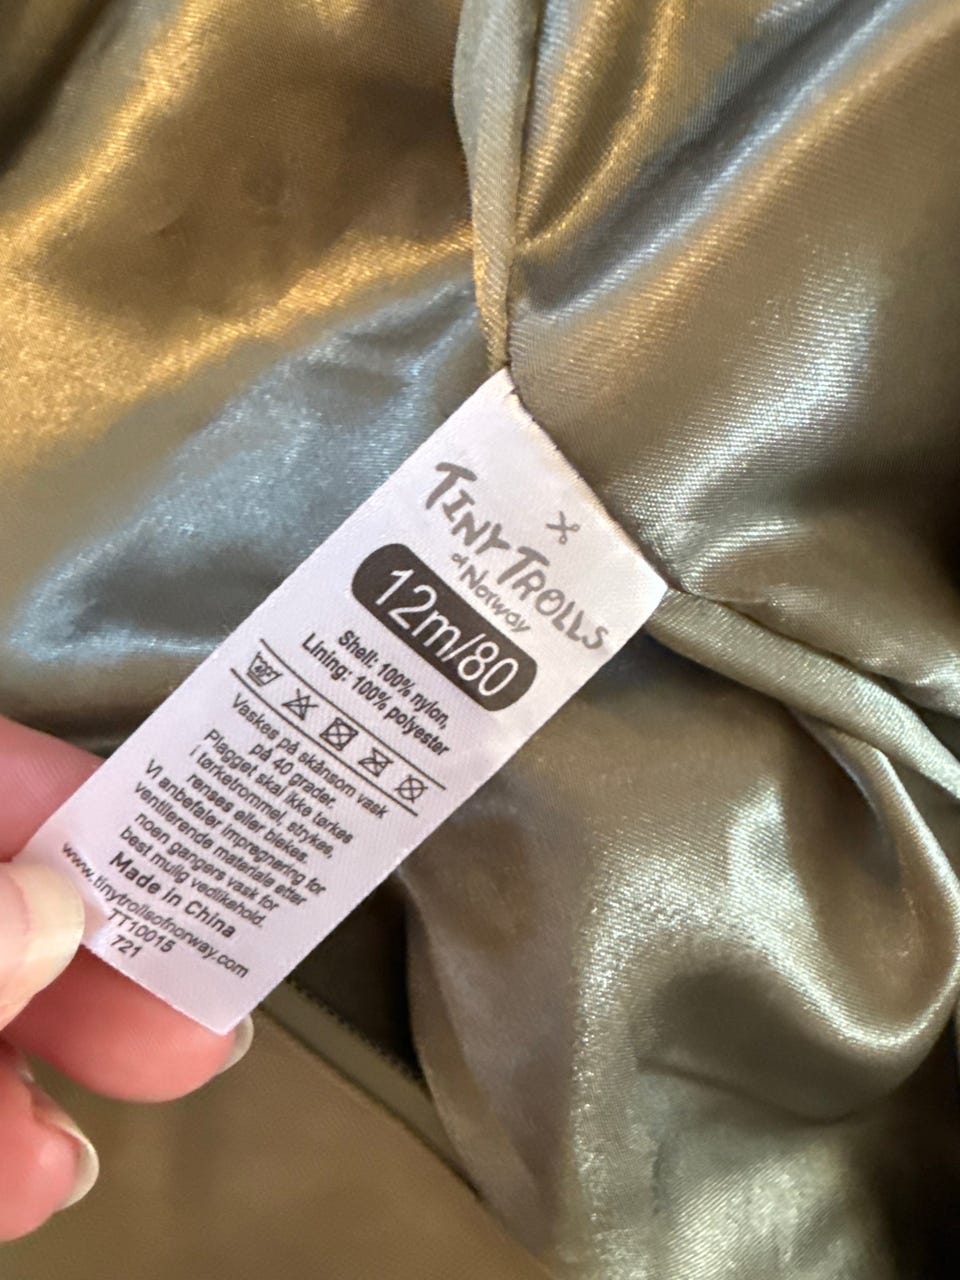 TINY TROLLS
of Norway
12m/80
Shell: 100% nylon,
Lining: 100% polyester
Vaskes på skånsom vask
på 40 grader.
Plagget skal ikke tørkes
i tørketrommel, strykes,
renses eller blekes.
Vi anbefaler impregnering for
ventilerende materiale etter
noen gangers vask for
best mulig vedlikehold.
Made in China
www.tinytrollsofnorway.com
TT10015
721